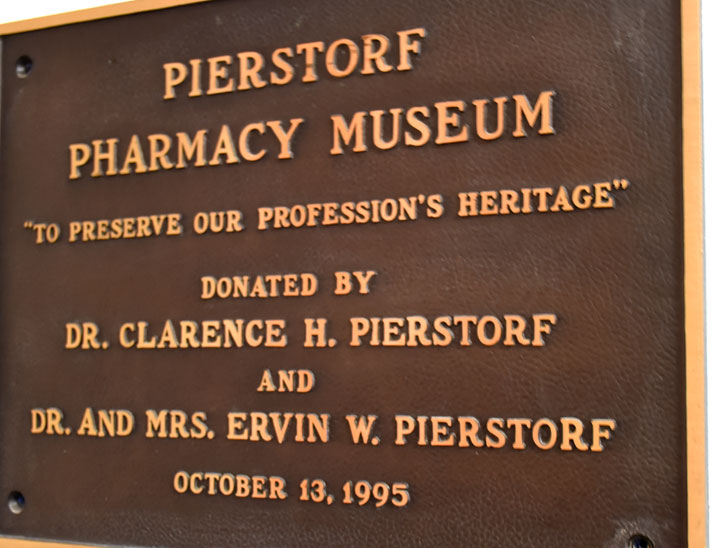 PIERSTORF
PHARMACY MUSEUM
"TO PRESERVE OUR PROFESSION'S HERITAGE"
DONATED BY
DR. CLARENCE H. PIERSTORF
AND
DR. AND MRS. ERVIN W. PIERSTORF
OCTOBER 13, 1995